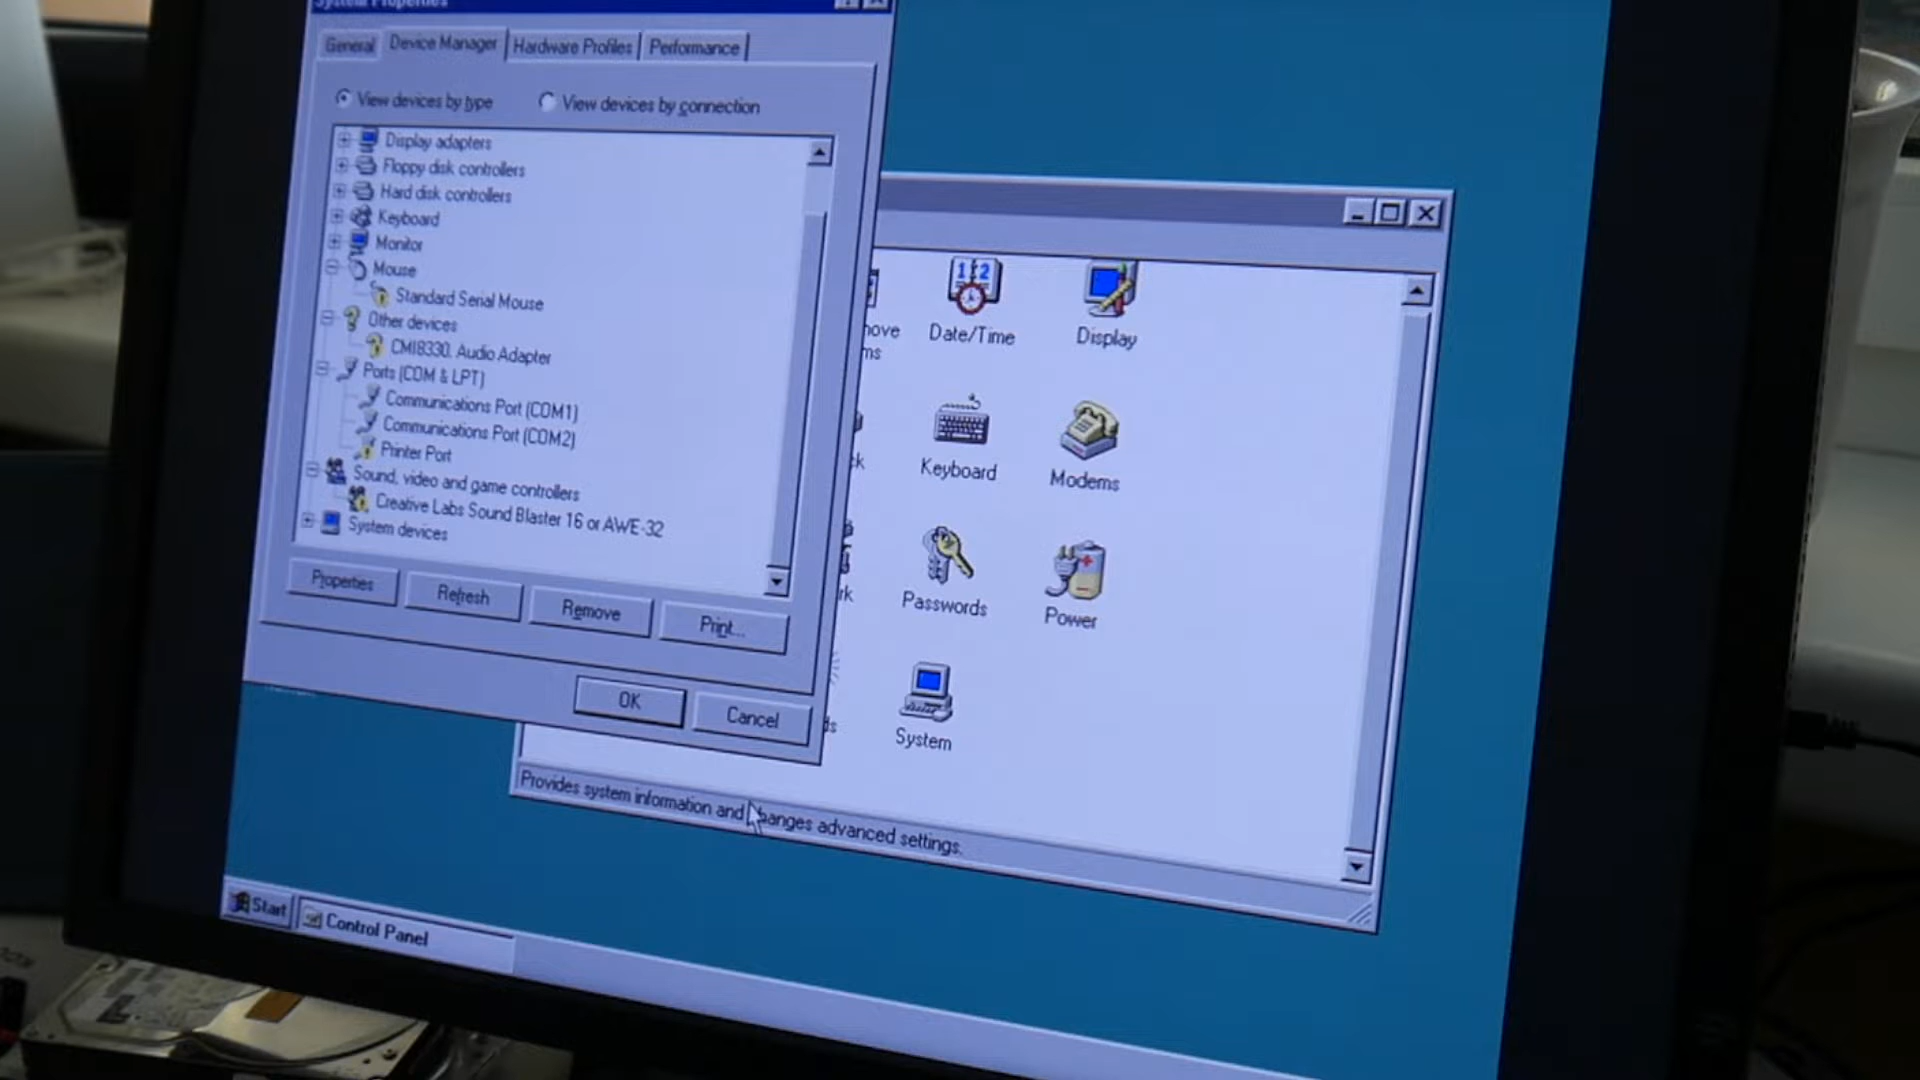 System Properties
General Device Manager Hardware Profiles Performance
View devices by type View devices by connection
Display adapters
Floppy disk controllers
Hard disk controllers
Keyboard
Monitor
Mouse
Standard Serial Mouse
Other devices
CMI8330. Audio Adapter
Ports (COM & LPT)
Communications Port (COM1)
Communications Port (COM2)
Printer Port
Sound, video and game controllers
Creative Labs Sound Blaster 16 or AWE-32
System devices
Properties Refresh Remove Print...
OK Cancel
Date/Time
Display
Keyboard
Modems
Passwords
Power
System
Provides system information and changes advanced settings.
Start Control Panel